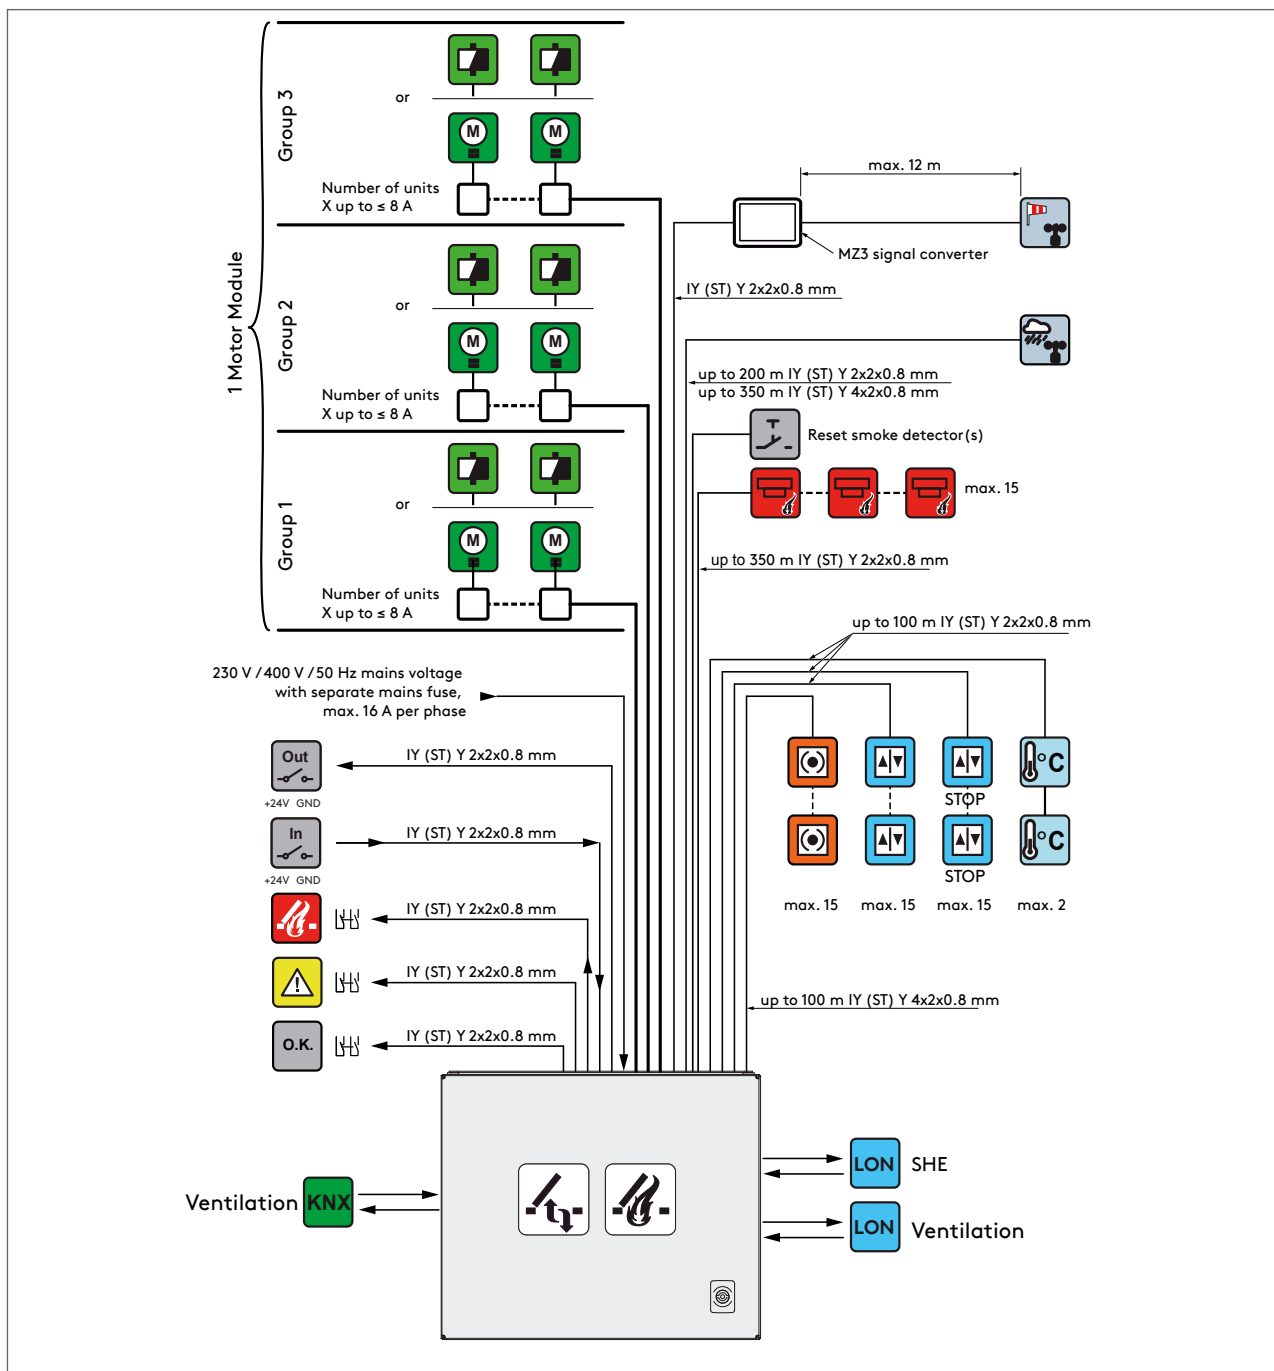 1 Motor Module
Group 3
or
M
M
Number of units
X up to ≤ 8 A
Group 2
or
M
M
Number of units
X up to ≤ 8 A
Group 1
or
M
M
Number of units
X up to ≤ 8 A
max. 12 m
MZ3 signal converter
IY (ST) Y 2x2x0.8 mm
up to 200 m IY (ST) Y 2x2x0.8 mm
up to 350 m IY (ST) Y 4x2x0.8 mm
Reset smoke detector(s)
max. 15
up to 350 m IY (ST) Y 2x2x0.8 mm
up to 100 m IY (ST) Y 2x2x0.8 mm
230 V / 400 V / 50 Hz mains voltage
with separate mains fuse,
max. 16 A per phase
Out
+24V GND
IY (ST) Y 2x2x0.8 mm
In
+24V GND
IY (ST) Y 2x2x0.8 mm
IY (ST) Y 2x2x0.8 mm
IY (ST) Y 2x2x0.8 mm
O.K.
IY (ST) Y 2x2x0.8 mm
°C
STOP
°C
STOP
max. 15
max. 15
max. 15
max. 2
up to 100 m IY (ST) Y 4x2x0.8 mm
Ventilation
KNX
LON
SHE
LON
Ventilation